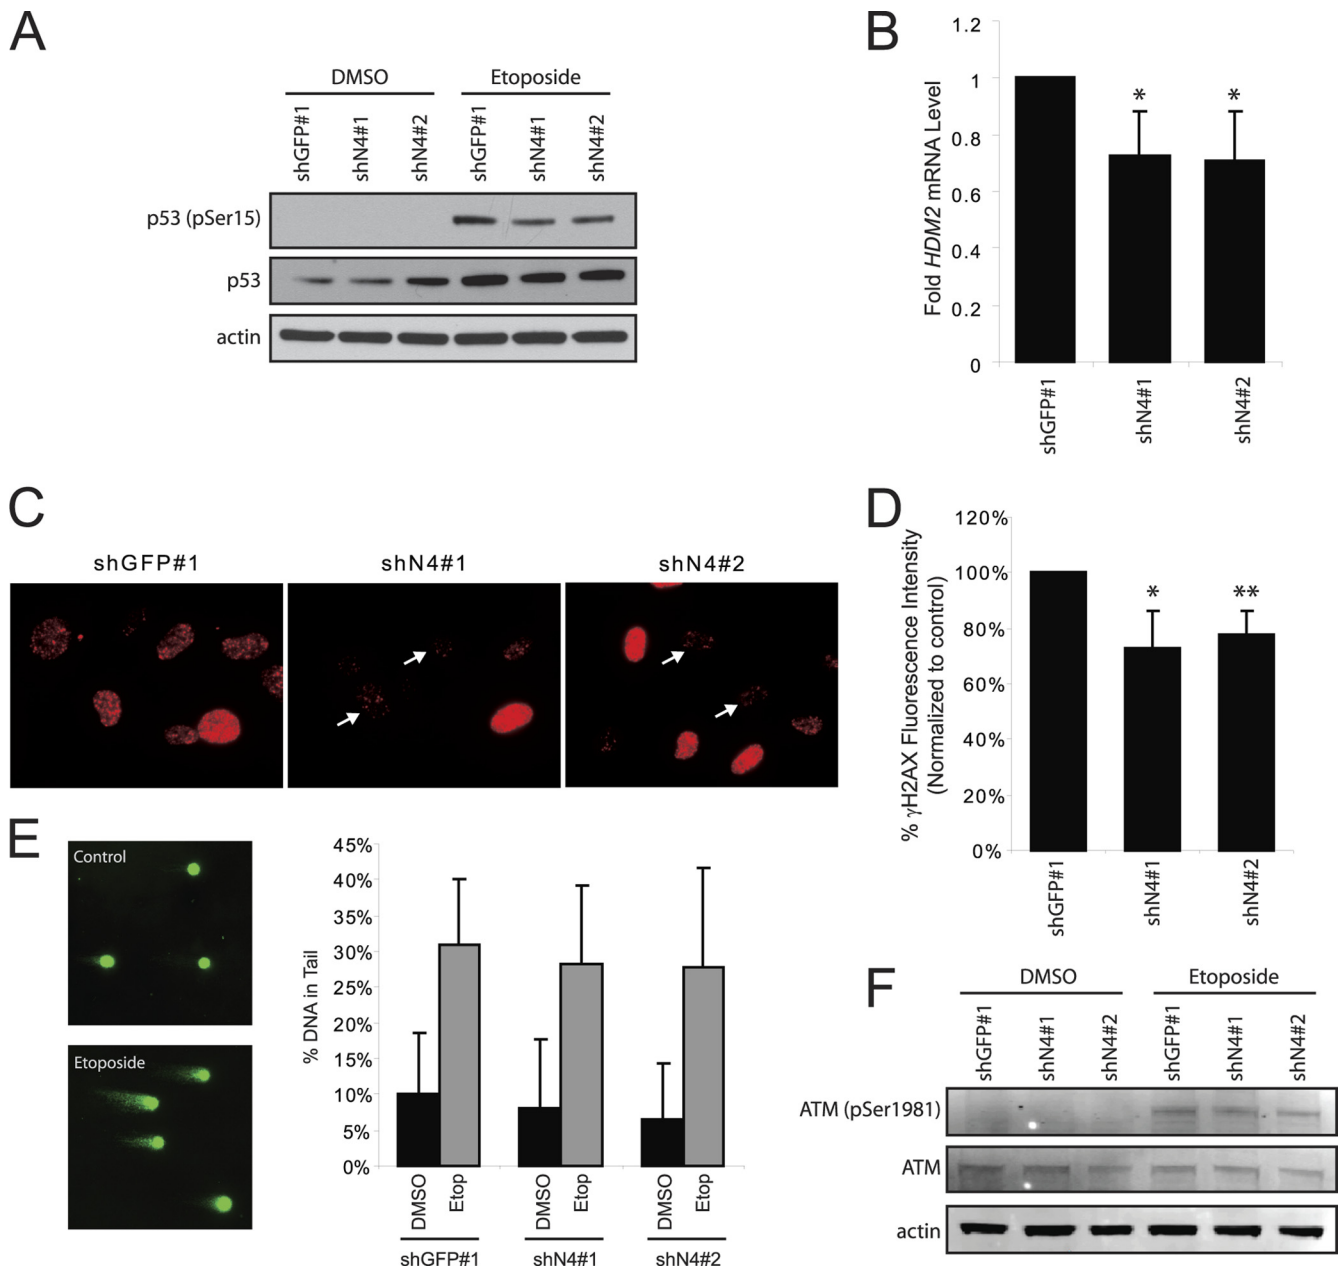 A
DMSO
Etoposide
shGFP#1
shN4#1
shN4#2
shGFP#1
shN4#1
shN4#2
p53 (pSer15)
p53
actin
B
Fold HDM2 mRNA Level
1.2
1
0.8
0.6
0.4
0.2
0
*
*
shGFP#1
shN4#1
shN4#2
C
shGFP#1
shN4#1
shN4#2
D
% γH2AX Fluorescence Intensity
(Normalized to control)
120%
100%
80%
60%
40%
20%
0%
*
**
shGFP#1
shN4#1
shN4#2
E
Control
Etoposide
% DNA in Tail
45%
40%
35%
30%
25%
20%
15%
10%
5%
0%
DMSO
Etop
DMSO
Etop
DMSO
Etop
shGFP#1
shN4#1
shN4#2
F
DMSO
Etoposide
shGFP#1
shN4#1
shN4#2
shGFP#1
shN4#1
shN4#2
ATM (pSer1981)
ATM
actin